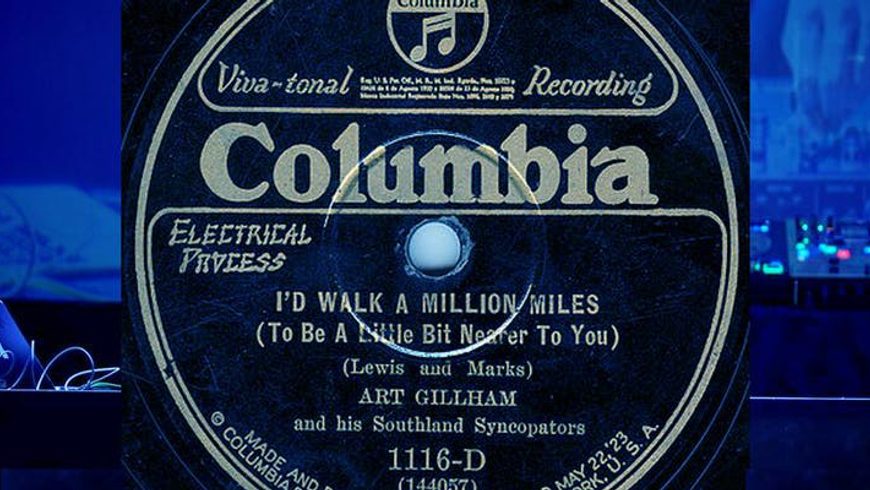 Columbia
Viva-tonal
Recording
Columbia
ELECTRICAL
PROCESS
I'D WALK A MILLION MILES
(To Be A Little Bit Nearer To You)
(Lewis and Marks)
ART GILLHAM
and his Southland Syncopators
1116-D
(144057)
MADE AND
© COLUMBIA
MAY 22, '23
YORK, U. S. A.